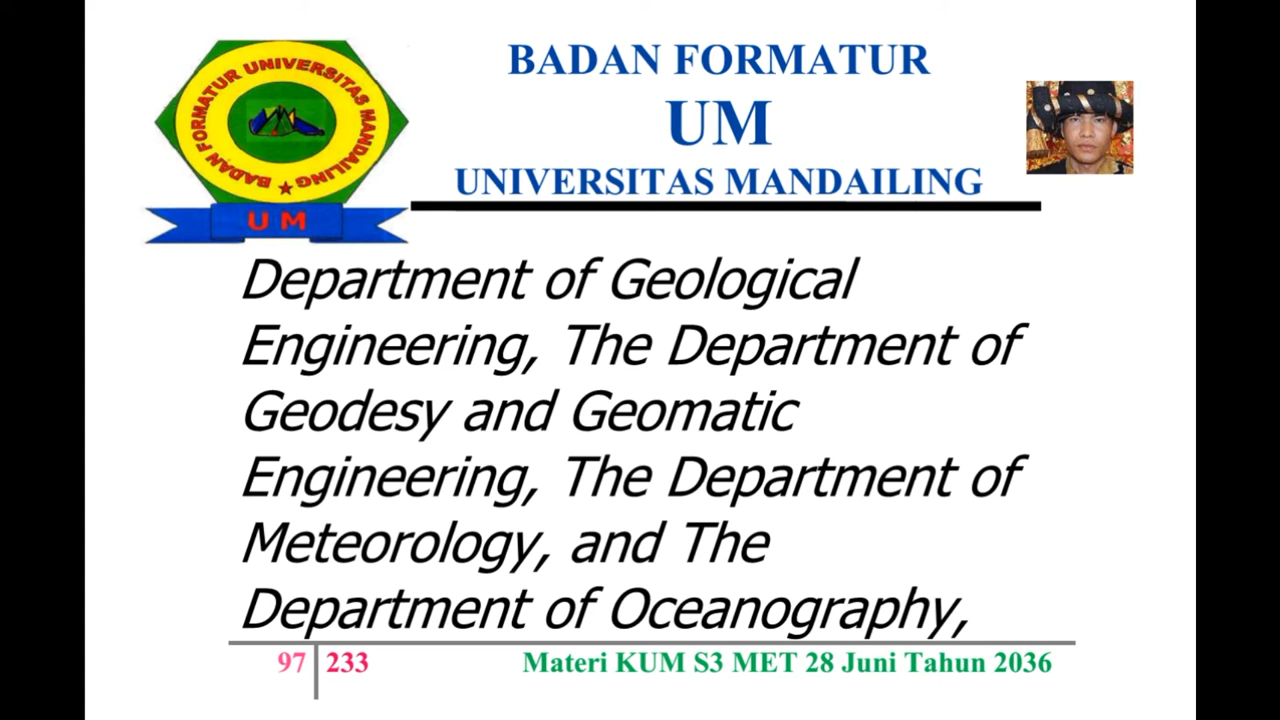 BADAN FORMATUR UNIVERSITAS MANDAILING
UM
BADAN FORMATUR
UM
UNIVERSITAS MANDAILING
Department of Geological
Engineering, The Department of
Geodesy and Geomatic
Engineering, The Department of
Meteorology, and The
Department of Oceanography,
97 233
Materi KUM S3 MET 28 Juni Tahun 2036